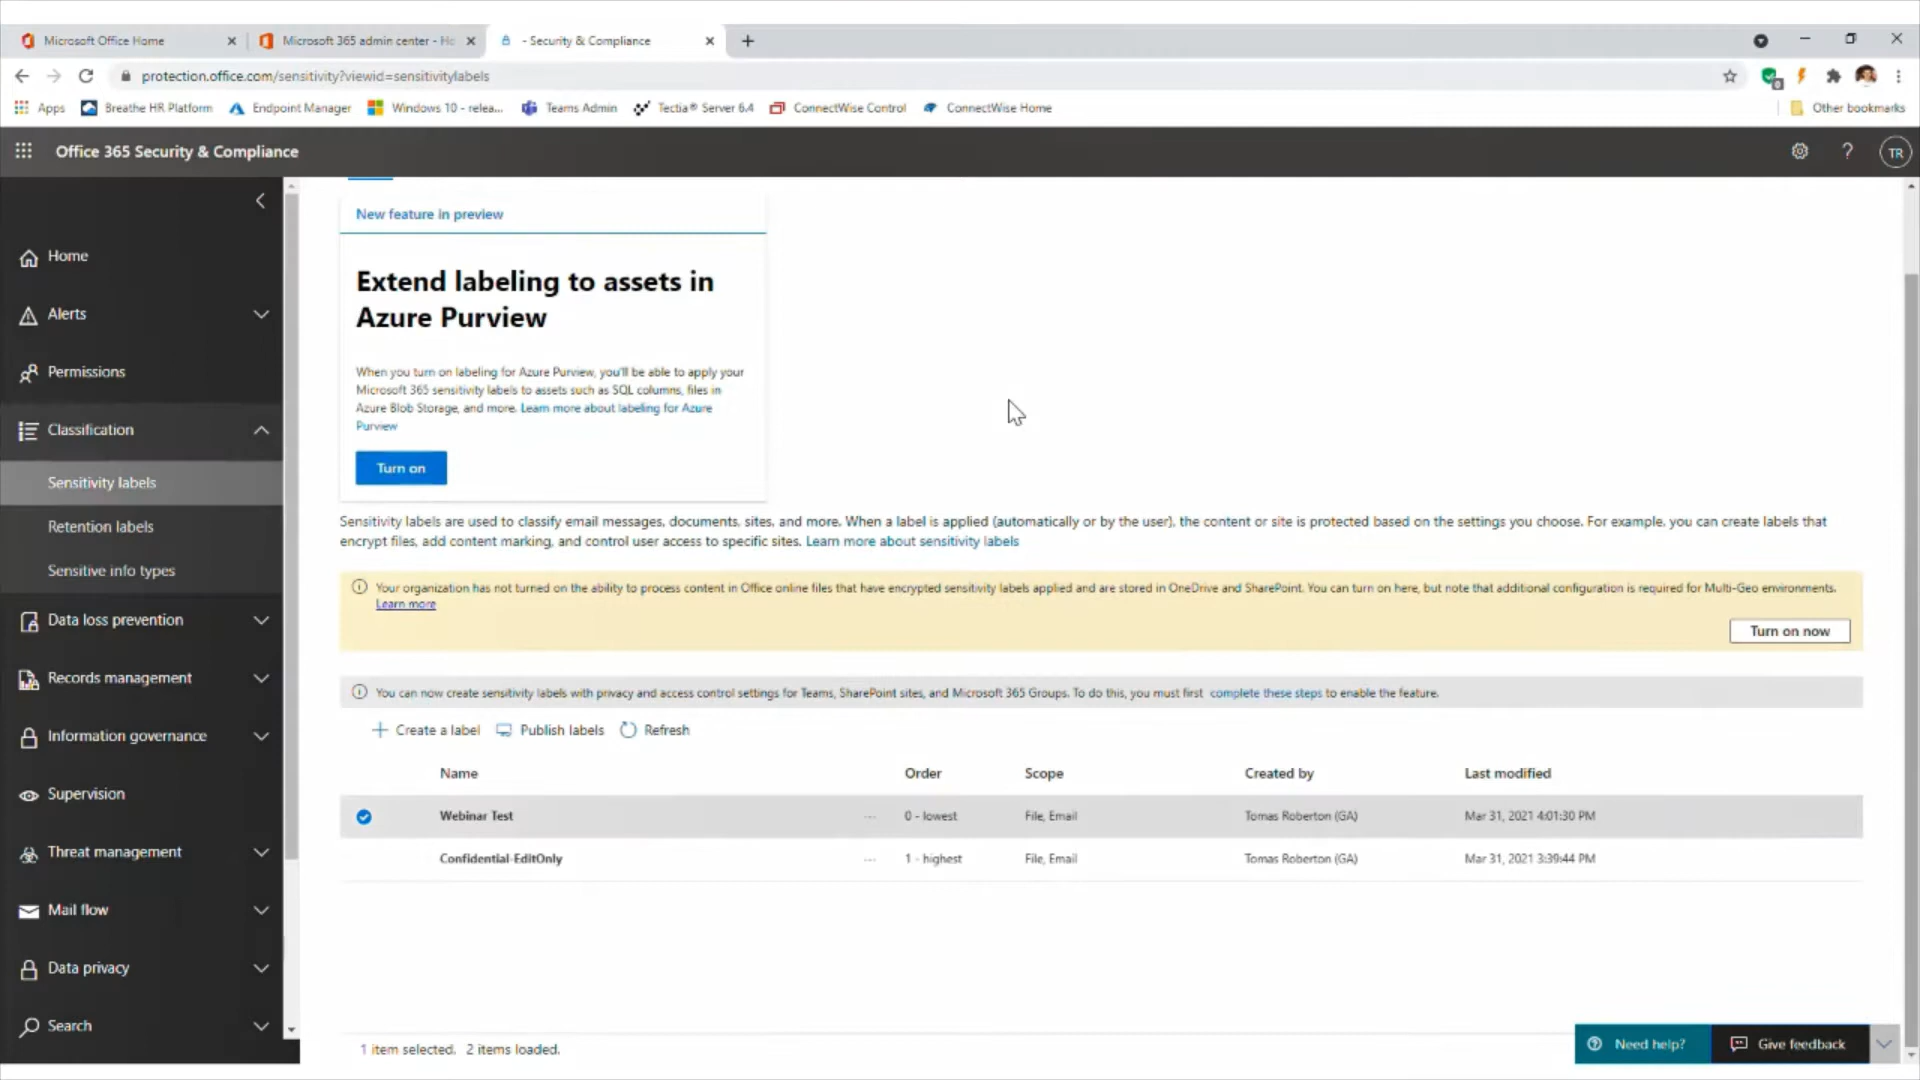 Microsoft Office Home
Microsoft 365 admin center - Ho
- Security & Compliance
protection.office.com/sensitivity?viewid=sensitivitylabels
Apps
Breathe HR Platform
Endpoint Manager
Windows 10 - relea...
Teams Admin
Tectia® Server 6.4
ConnectWise Control
ConnectWise Home
Other bookmarks
Office 365 Security & Compliance
?
TR
Home
Alerts
Permissions
Classification
Sensitivity labels
Retention labels
Sensitive info types
Data loss prevention
Records management
Information governance
Supervision
Threat management
Mail flow
Data privacy
Search
New feature in preview
Extend labeling to assets in
Azure Purview
When you turn on labeling for Azure Purview, you'll be able to apply your
Microsoft 365 sensitivity labels to assets such as SQL columns, files in
Azure Blob Storage, and more. Learn more about labeling for Azure
Purview
Turn on
Sensitivity labels are used to classify email messages, documents, sites, and more. When a label is applied (automatically or by the user), the content or site is protected based on the settings you choose. For example, you can create labels that
encrypt files, add content marking, and control user access to specific sites. Learn more about sensitivity labels
Your organization has not turned on the ability to process content in Office online files that have encrypted sensitivity labels applied and are stored in OneDrive and SharePoint. You can turn on here, but note that additional configuration is required for Multi-Geo environments.
Learn more
Turn on now
You can now create sensitivity labels with privacy and access control settings for Teams, SharePoint sites, and Microsoft 365 Groups. To do this, you must first complete these steps to enable the feature.
Create a label
Publish labels
Refresh
Name Order Scope Created by Last modified
Webinar Test ... 0 - lowest File, Email Tomas Roberton (GA) Mar 31, 2021 4:01:30 PM
Confidential-EditOnly ... 1 - highest File, Email Tomas Roberton (GA) Mar 31, 2021 3:39:44 PM
1 item selected. 2 items loaded.
Need help?
Give feedback